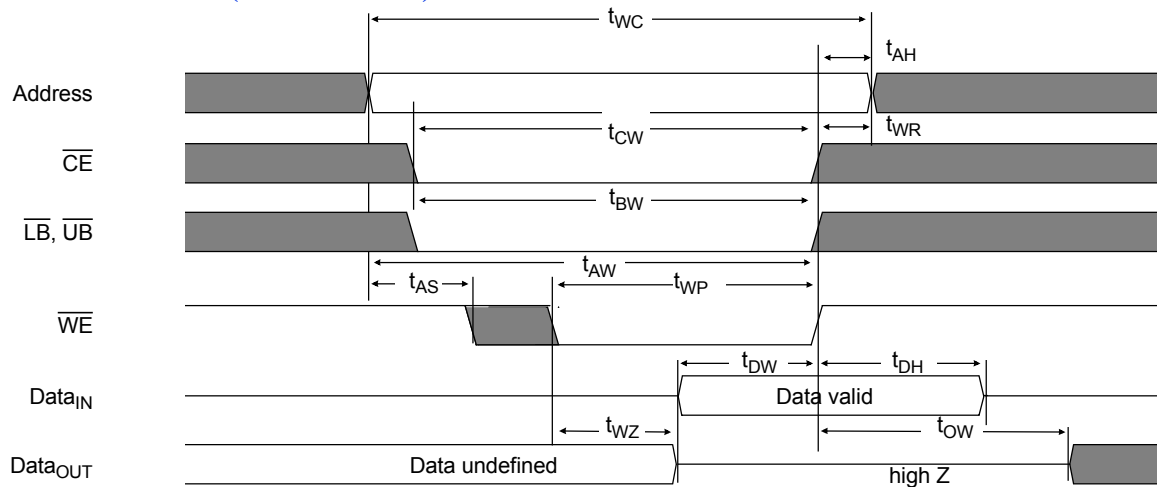 tWC
tAH
Address
tCW
tWR
CE
tBW
LB, UB
tAW
tAS
tWP
WE
tDW
tDH
DataIN
Data valid
tWZ
tOW
DataOUT
Data undefined
high Z